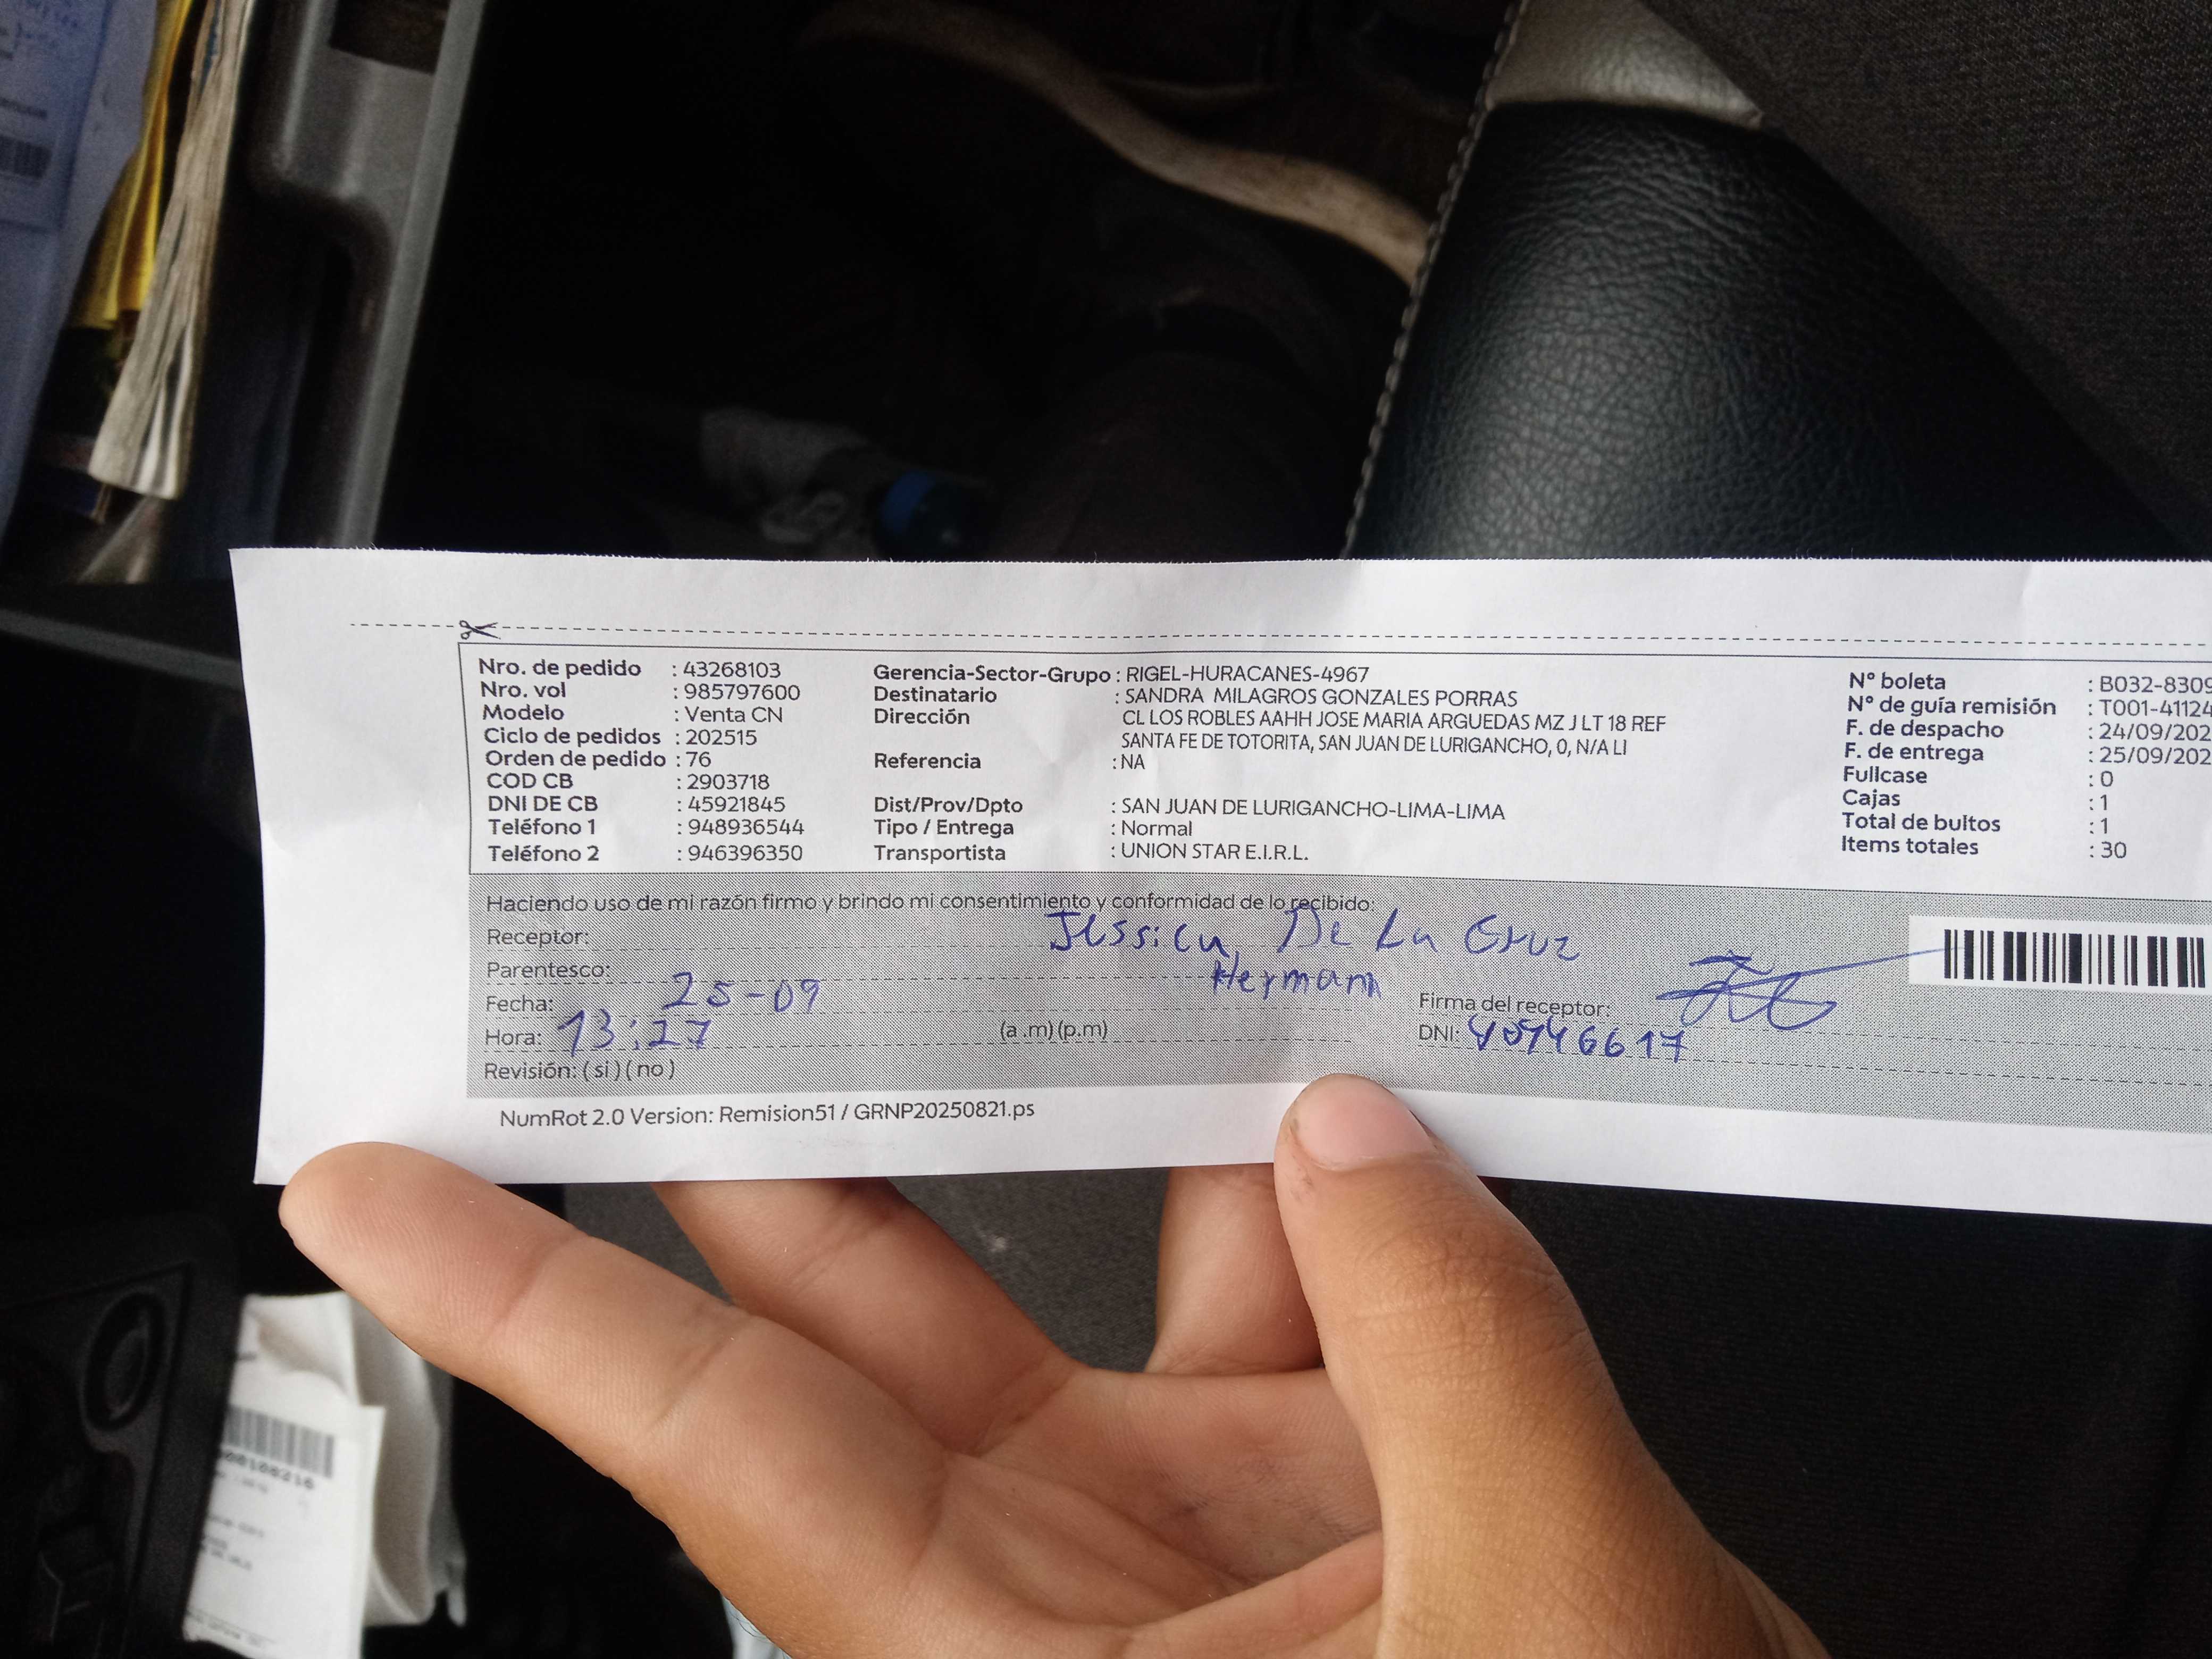 Nro. de pedido : 43268103
Nro. vol : 985797600
Modelo : Venta CN
Ciclo de pedidos : 202515
Orden de pedido : 76
COD CB : 2903718
DNI DE CB : 45921845
Teléfono 1 : 948936544
Teléfono 2 : 946396350
Gerencia-Sector-Grupo : RIGEL-HURACANES-4967
Destinatario : SANDRA MILAGROS GONZALES PORRAS
Dirección CL LOS ROBLES AAHH JOSE MARIA ARGUEDAS MZ J LT 18 REF
SANTA FE DE TOTORITA, SAN JUAN DE LURIGANCHO, 0, N/A LI
Referencia : NA
Dist/Prov/Dpto : SAN JUAN DE LURIGANCHO-LIMA-LIMA
Tipo / Entrega : Normal
Transportista : UNION STAR E.I.R.L.
N° boleta : B032-8309
N° de guía remisión : T001-41124
F. de despacho : 24/09/202
F. de entrega : 25/09/202
Fullcase : 0
Cajas : 1
Total de bultos : 1
Items totales : 30
Haciendo uso de mi razón firmo y brindo mi consentimiento y conformidad de lo recibido:
Receptor: Jessica De La Cruz
Parentesco: Hermana
Fecha: 25-09
Firma del receptor:
Hora: 13:27 (a.m) (p.m)
DNI:
Revisión: ( si ) ( no )
NumRot 2.0 Version: Remision51 / GRNP20250821.ps